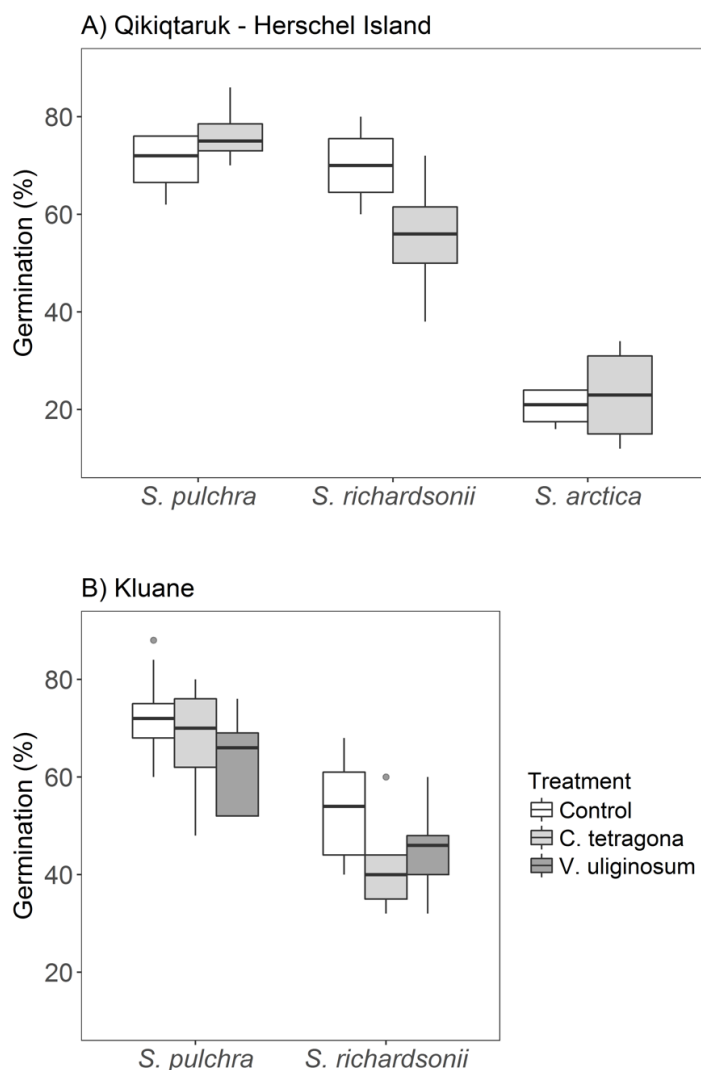 A) Qikiqtaruk - Herschel Island
Germination (%)
80
60
40
20
S. pulchra S. richardsonii S. arctica
B) Kluane
Germination (%)
80
60
40
20
S. pulchra S. richardsonii
Treatment
Control
C. tetragona
V. uliginosum